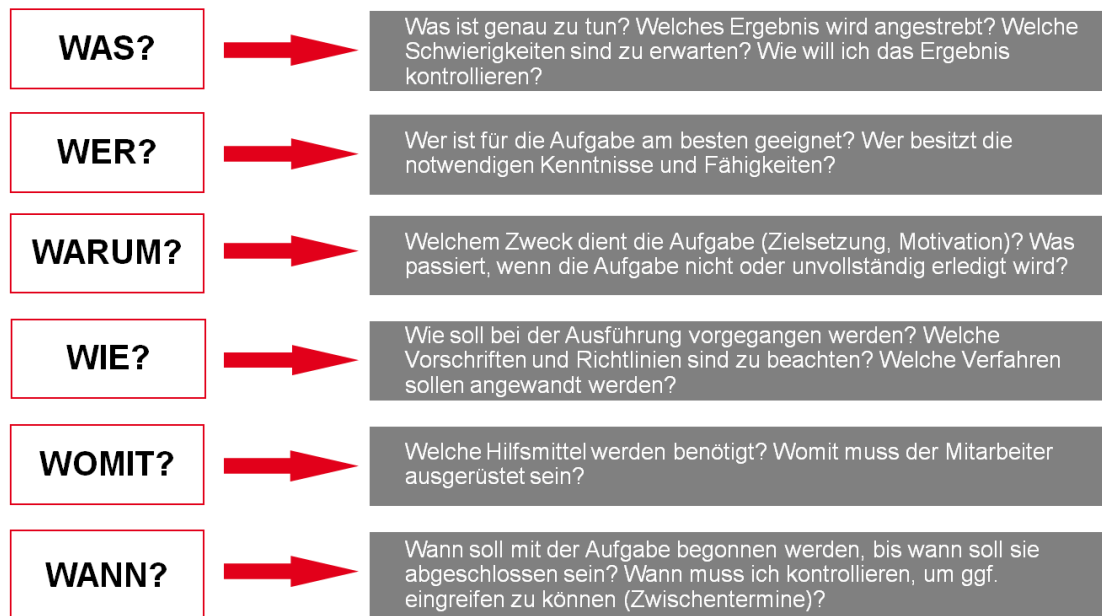 WAS?
Was ist genau zu tun? Welches Ergebnis wird angestrebt? Welche
Schwierigkeiten sind zu erwarten? Wie will ich das Ergebnis
kontrollieren?
WER?
Wer ist für die Aufgabe am besten geeignet? Wer besitzt die
notwendigen Kenntnisse und Fähigkeiten?
WARUM?
Welchem Zweck dient die Aufgabe (Zielsetzung, Motivation)? Was
passiert, wenn die Aufgabe nicht oder unvollständig erledigt wird?
WIE?
Wie soll bei der Ausführung vorgegangen werden? Welche
Vorschriften und Richtlinien sind zu beachten? Welche Verfahren
sollen angewandt werden?
WOMIT?
Welche Hilfsmittel werden benötigt? Womit muss der Mitarbeiter
ausgerüstet sein?
WANN?
Wann soll mit der Aufgabe begonnen werden, bis wann soll sie
abgeschlossen sein? Wann muss ich kontrollieren, um ggf.
eingreifen zu können (Zwischentermine)?